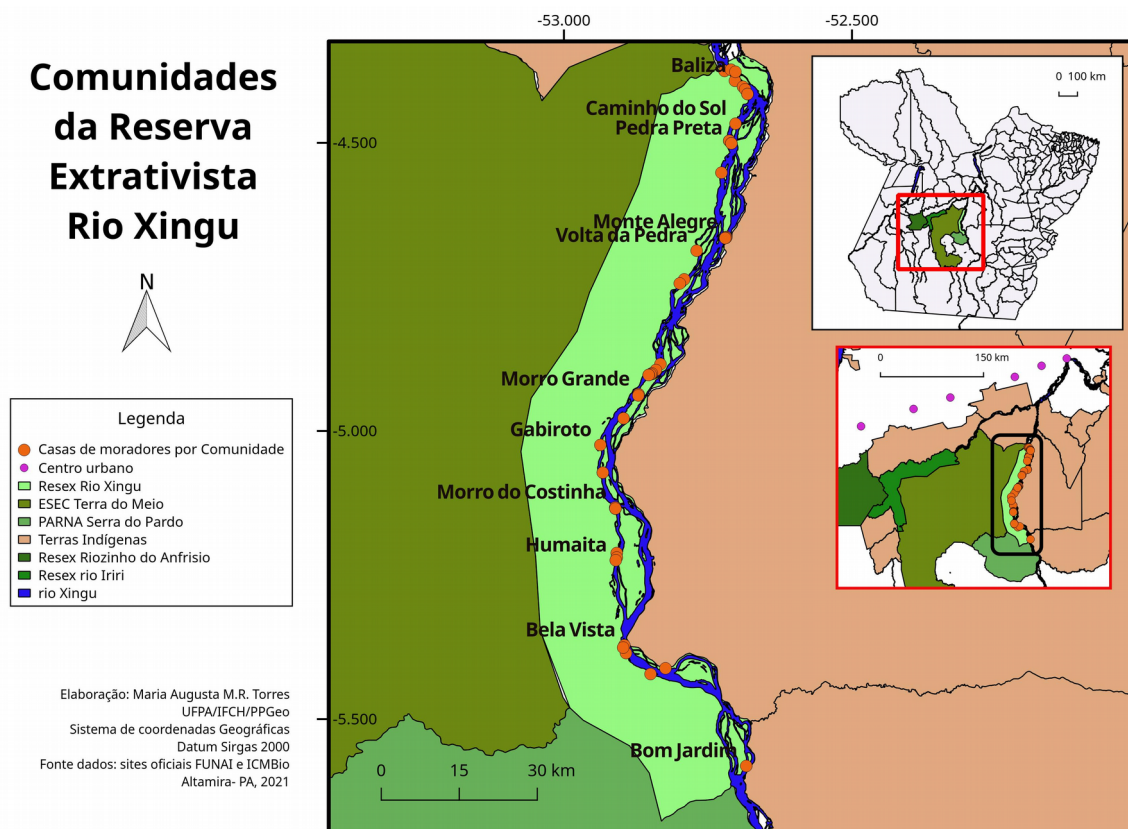 Comunidades
da Reserva
Extrativista
Rio Xingu
N
Legenda
Casas de moradores por Comunidade
Centro urbano
Resex Rio Xingu
ESEC Terra do Meio
PARNA Serra do Pardo
Terras Indígenas
Resex Riozinho do Anfrisio
Resex rio Iriri
rio Xingu
Elaboração: Maria Augusta M.R. Torres
UFPA/IFCH/PPGeo
Sistema de coordenadas Geográficas
Datum Sirgas 2000
Fonte dados: sites oficiais FUNAI e ICMBio
Altamira- PA, 2021
-53.000
-52.500
-4.500
-5.000
-5.500
Baliza
Caminho do Sol
Pedra Preta
Monte Alegre
Volta da Pedra
Morro Grande
Gabiroto
Morro do Costinha
Humaita
Bela Vista
Bom Jardim
0 15 30 km
0 100 km
0 150 km